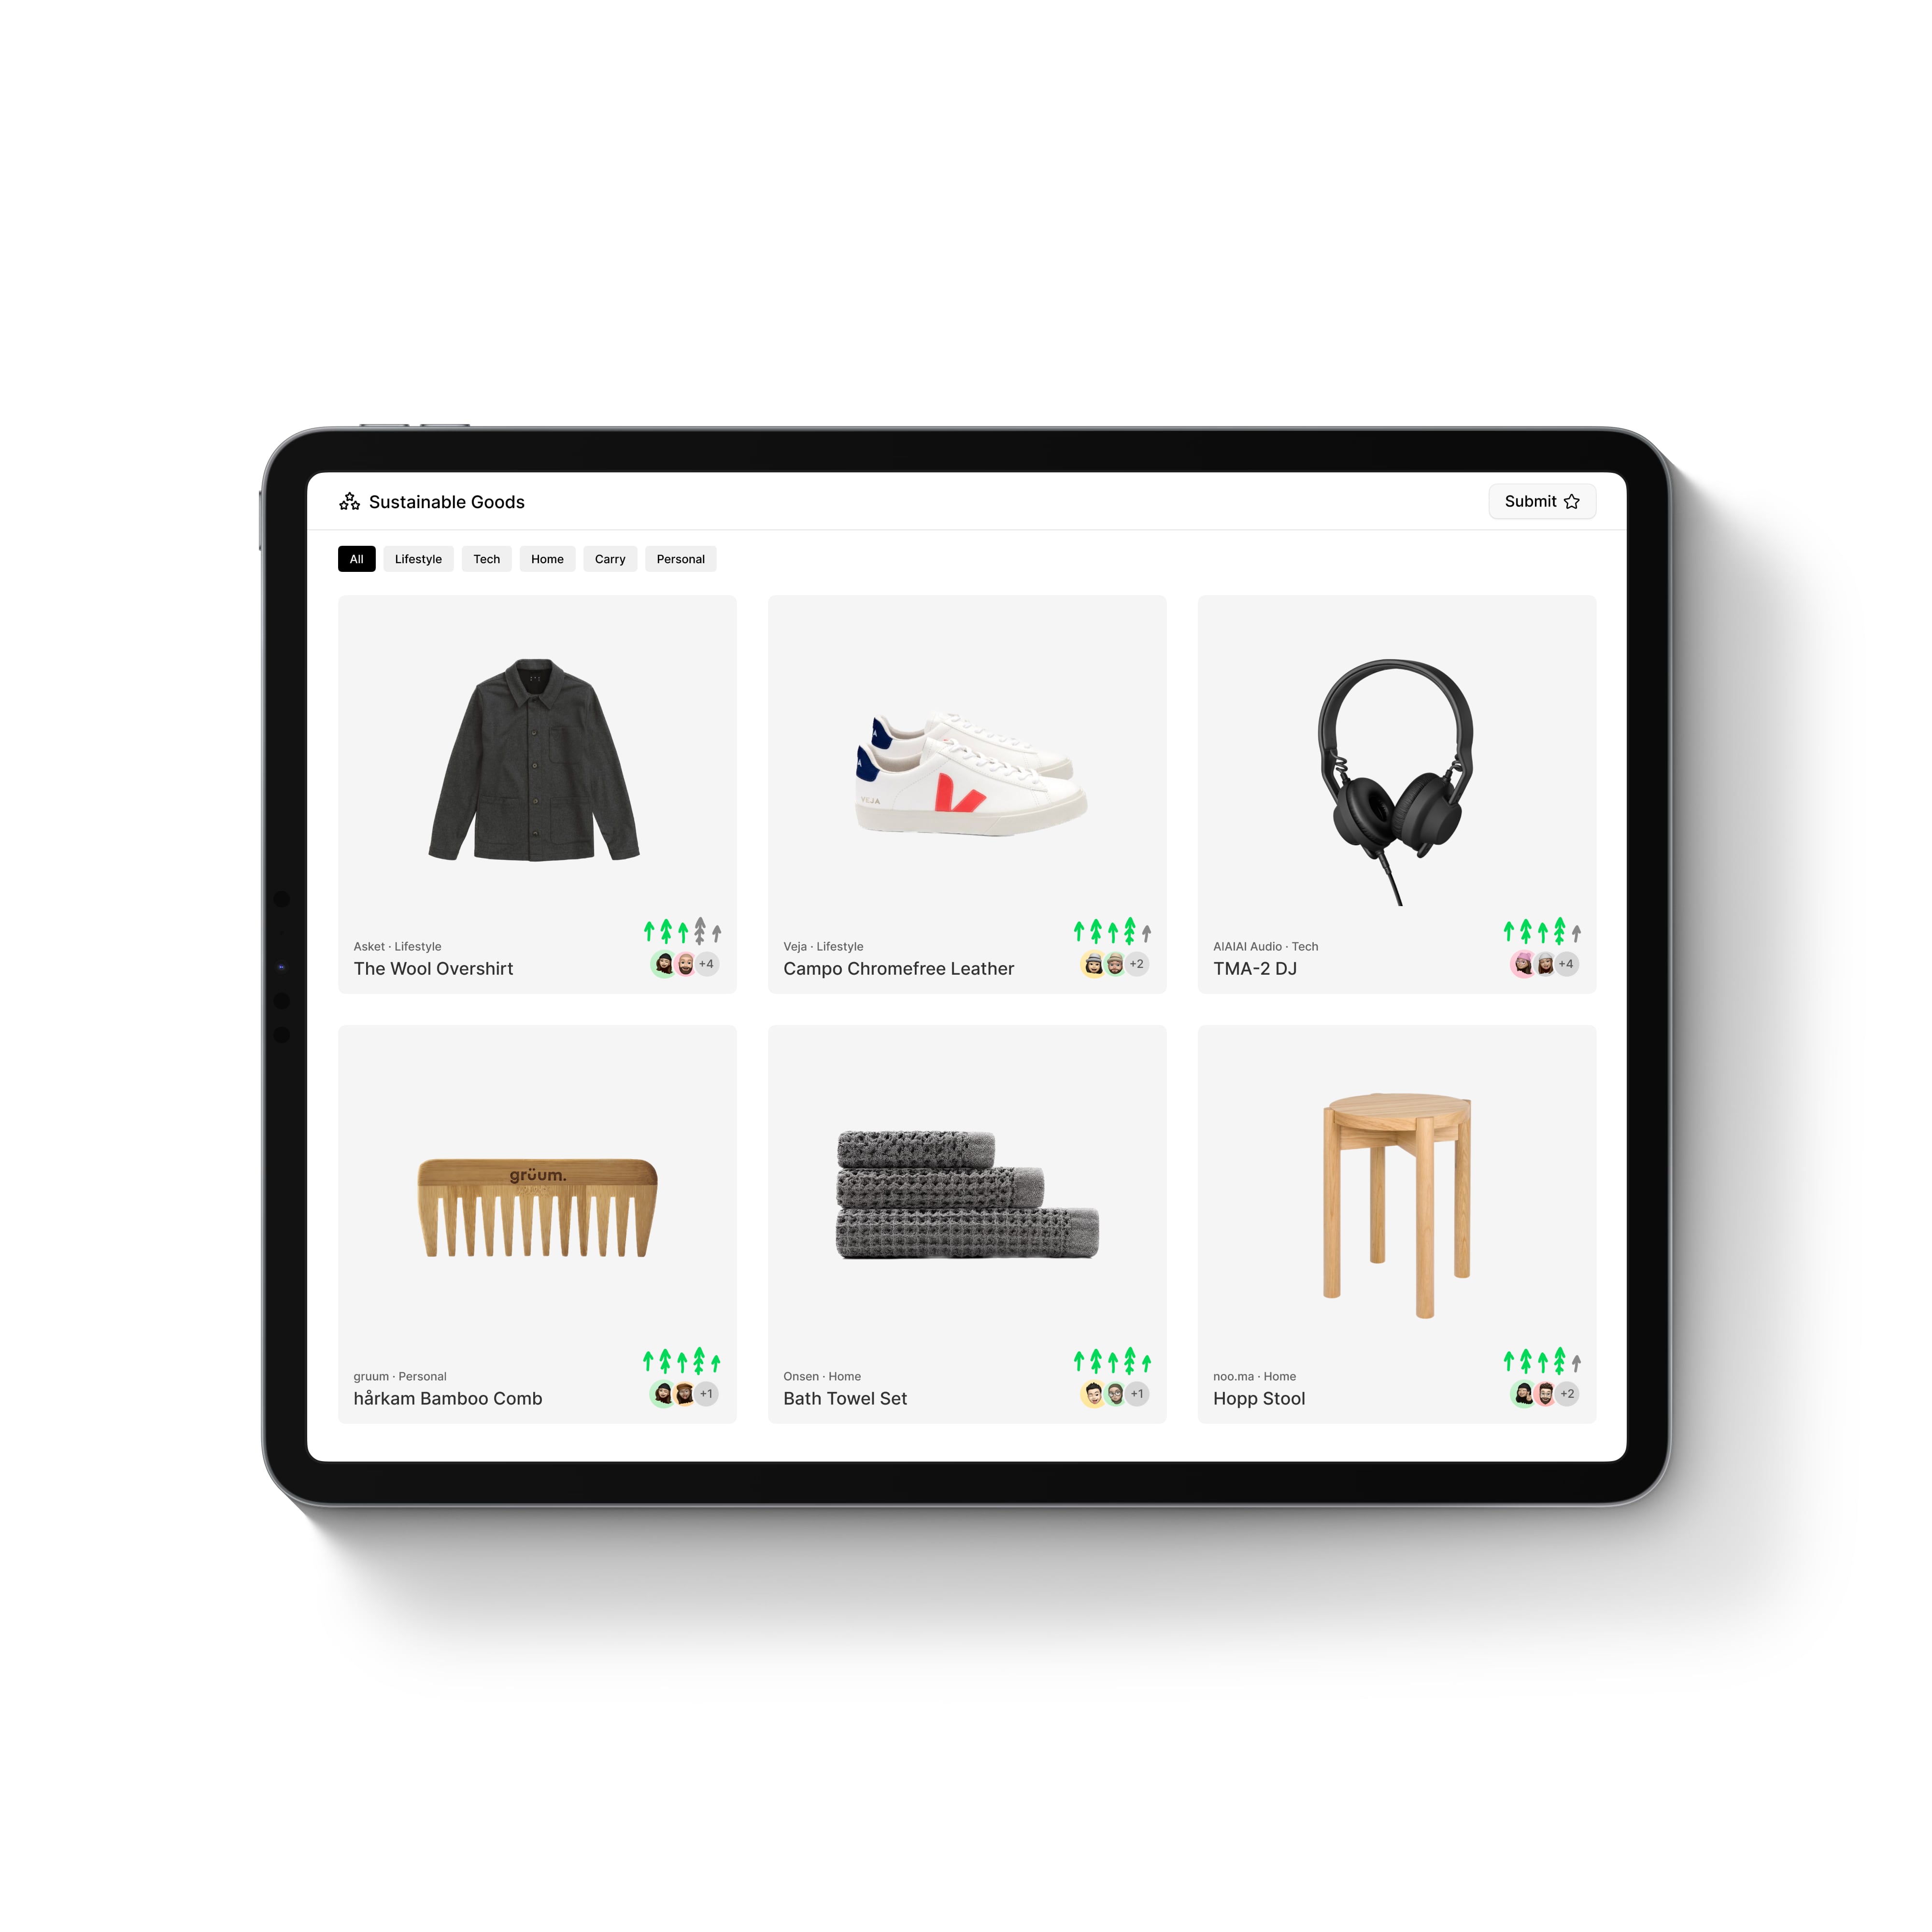 Sustainable Goods
Submit
All
Lifestyle
Tech
Home
Carry
Personal
Asket · Lifestyle
The Wool Overshirt
+4
VEJA
Veja · Lifestyle
Campo Chromefree Leather
+2
AIAIAI Audio · Tech
TMA-2 DJ
+4
grüum.
gruum · Personal
hårkam Bamboo Comb
+1
Onsen · Home
Bath Towel Set
+1
noo.ma · Home
Hopp Stool
+2